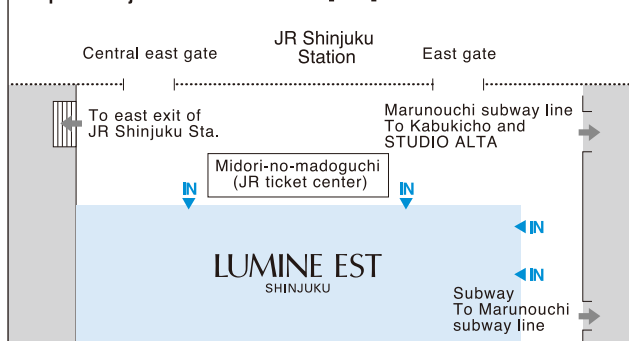 JR Shinjuku
Station
Central east gate
East gate
To east exit of
JR Shinjuku Sta.
Marunouchi subway line
To Kabukicho and
STUDIO ALTA
Midori-no-madoguchi
(JR ticket center)
IN
IN
IN
LUMINE EST
SHINJUKU
IN
Subway
To Marunouchi
subway line